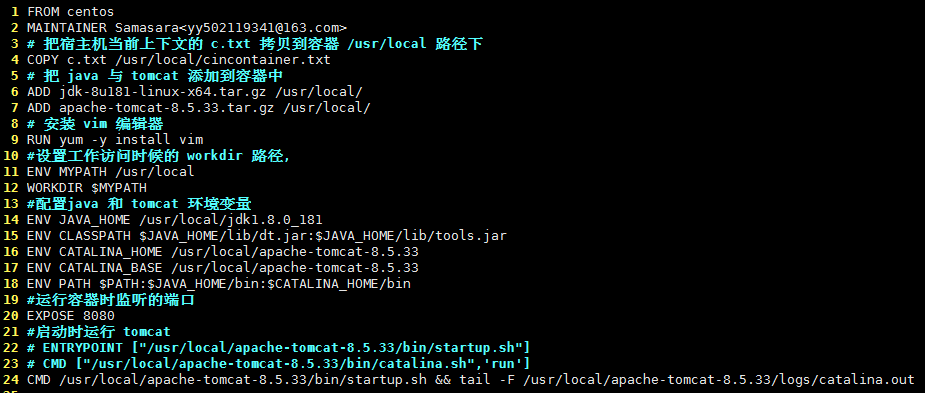 1 FROM centos
2 MAINTAINER Samasara<yy502119341@163.com>
3 # 把宿主机当前上下文的 c.txt 拷贝到容器 /usr/local 路径下
4 COPY c.txt /usr/local/cincontainer.txt
5 # 把 java 与 tomcat 添加到容器中
6 ADD jdk-8u181-linux-x64.tar.gz /usr/local/
7 ADD apache-tomcat-8.5.33.tar.gz /usr/local/
8 # 安装 vim 编辑器
9 RUN yum -y install vim
10 #设置工作访问时候的 workdir 路径,
11 ENV MYPATH /usr/local
12 WORKDIR $MYPATH
13 #配置java 和 tomcat 环境变量
14 ENV JAVA_HOME /usr/local/jdk1.8.0_181
15 ENV CLASSPATH $JAVA_HOME/lib/dt.jar:$JAVA_HOME/lib/tools.jar
16 ENV CATALINA_HOME /usr/local/apache-tomcat-8.5.33
17 ENV CATALINA_BASE /usr/local/apache-tomcat-8.5.33
18 ENV PATH $PATH:$JAVA_HOME/bin:$CATALINA_HOME/bin
19 #运行容器时监听的端口
20 EXPOSE 8080
21 #启动时运行 tomcat
22 # ENTRYPOINT ["/usr/local/apache-tomcat-8.5.33/bin/startup.sh"]
23 # CMD ["/usr/local/apache-tomcat-8.5.33/bin/catalina.sh",'run']
24 CMD /usr/local/apache-tomcat-8.5.33/bin/startup.sh && tail -F /usr/local/apache-tomcat-8.5.33/logs/catalina.out